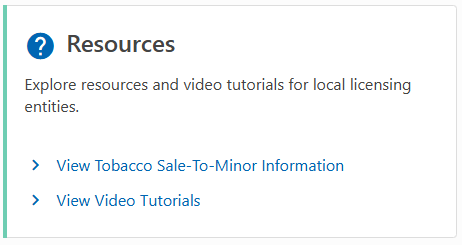 Resources
Explore resources and video tutorials for local licensing
entities.
View Tobacco Sale-To-Minor Information
View Video Tutorials